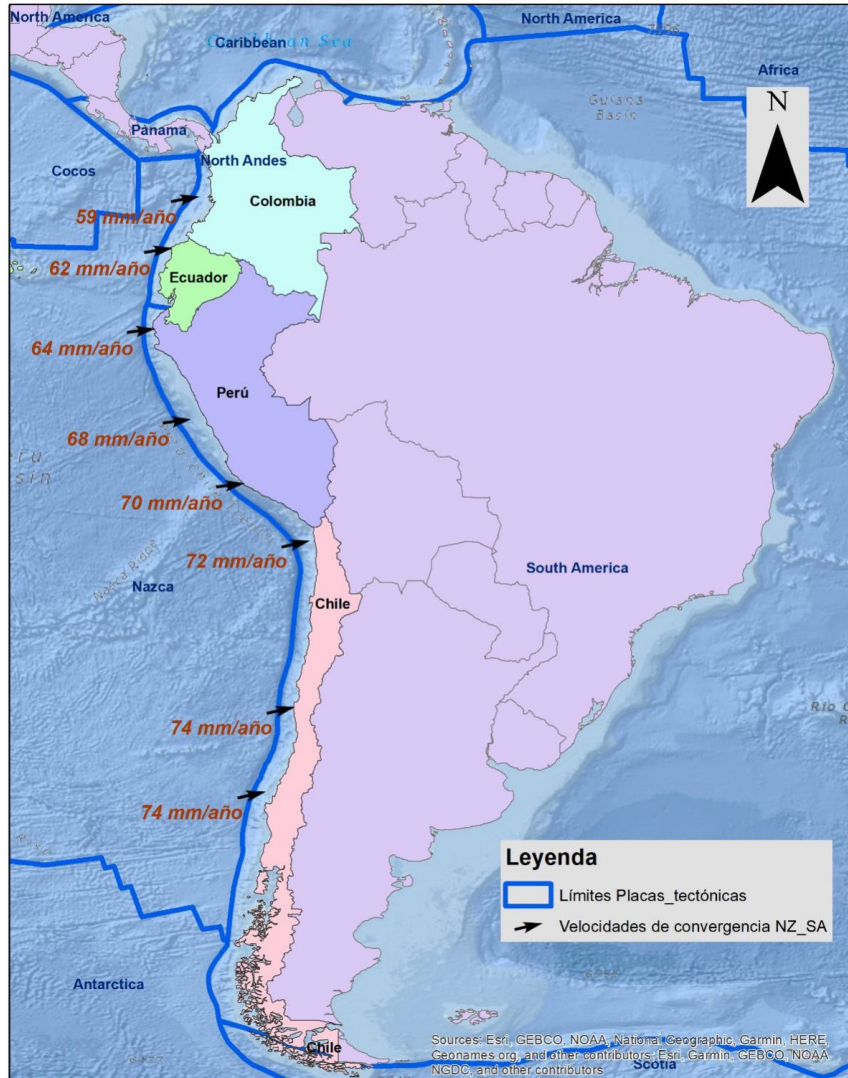 North America
North America
Caribbean Sea
Caribbean
Africa
Guiana
Basin
N
Panama
Cocos
North Andes
Colombia
59 mm/año
62 mm/año
Ecuador
64 mm/año
Perú
68 mm/año
70 mm/año
72 mm/año
Nazca Ridge
Nazca
South America
Chile
74 mm/año
74 mm/año
Leyenda
Límites Placas_tectónicas
Velocidades de convergencia NZ_SA
Antarctica
Chile
Sources: Esri, GEBCO, NOAA, National Geographic, Garmin, HERE,
Geonames.org, and other contributors; Esri, Garmin, GEBCO, NOAA
NGDC, and other contributors
Scotia